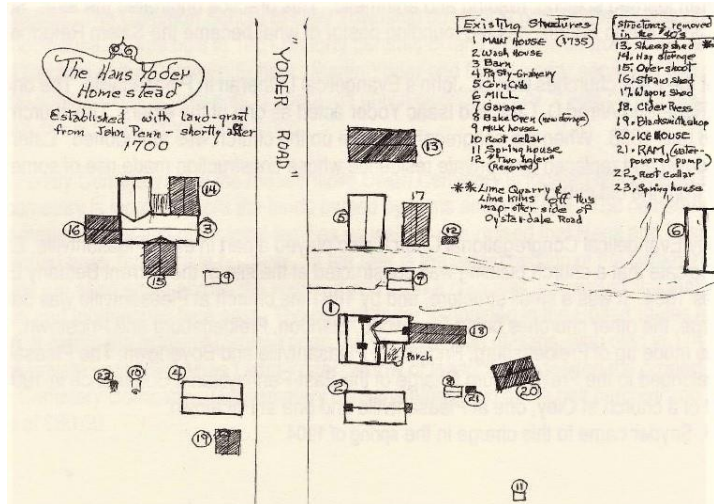 The Hans Yoder
Homestead
Established with land-grant
from John Penn - shortly after
1700
"YODER ROAD"
Existing Structures
1 MAIN HOUSE (1735)
2 Wash House
3 Barn
4 Pigsty-Granery
5 Corn Crib
6 MILL
7 Garage
8 Bake Oven (now storage)
9 Milk house
10 Root cellar
11 Spring house
12 "Two holer"
(Removed)
** Lime Quarry &
Lime Kilns off this
map-other side of
Oysterdale Road
Structures removed
in the "40's"
13. Sheep shed
14. Hay storage
15. Over shoot
16. Straw Shed
17. Wagon Shed
18. Cider Press
19. Blacksmith shop
20. ICE HOUSE
21. RAM (water-
powered pump)
22. Root cellar
23. Spring house
13
14
16
3
15
5
17
12
6
9
7
1
18
Porch
22
10
4
2
8
21
20
19
11